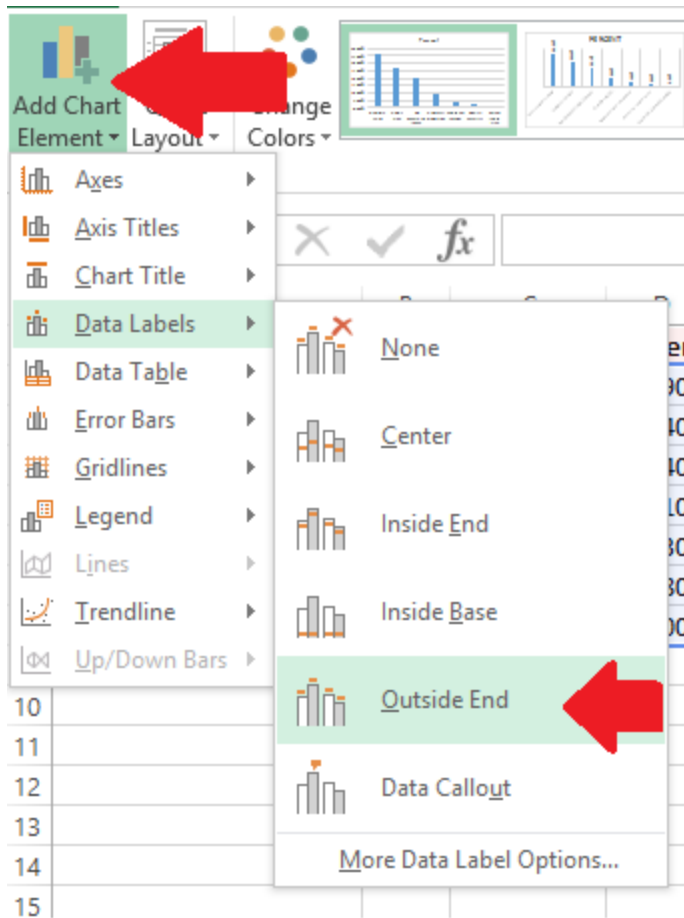 Add Chart
Element
Layout
Change
Colors
PERCENT
Axes
Axis Titles
Chart Title
Data Labels
Data Table
Error Bars
Gridlines
Legend
Lines
Trendline
Up/Down Bars
fx
None
Center
Inside End
Inside Base
Outside End
Data Callout
More Data Label Options...
10
11
12
13
14
15